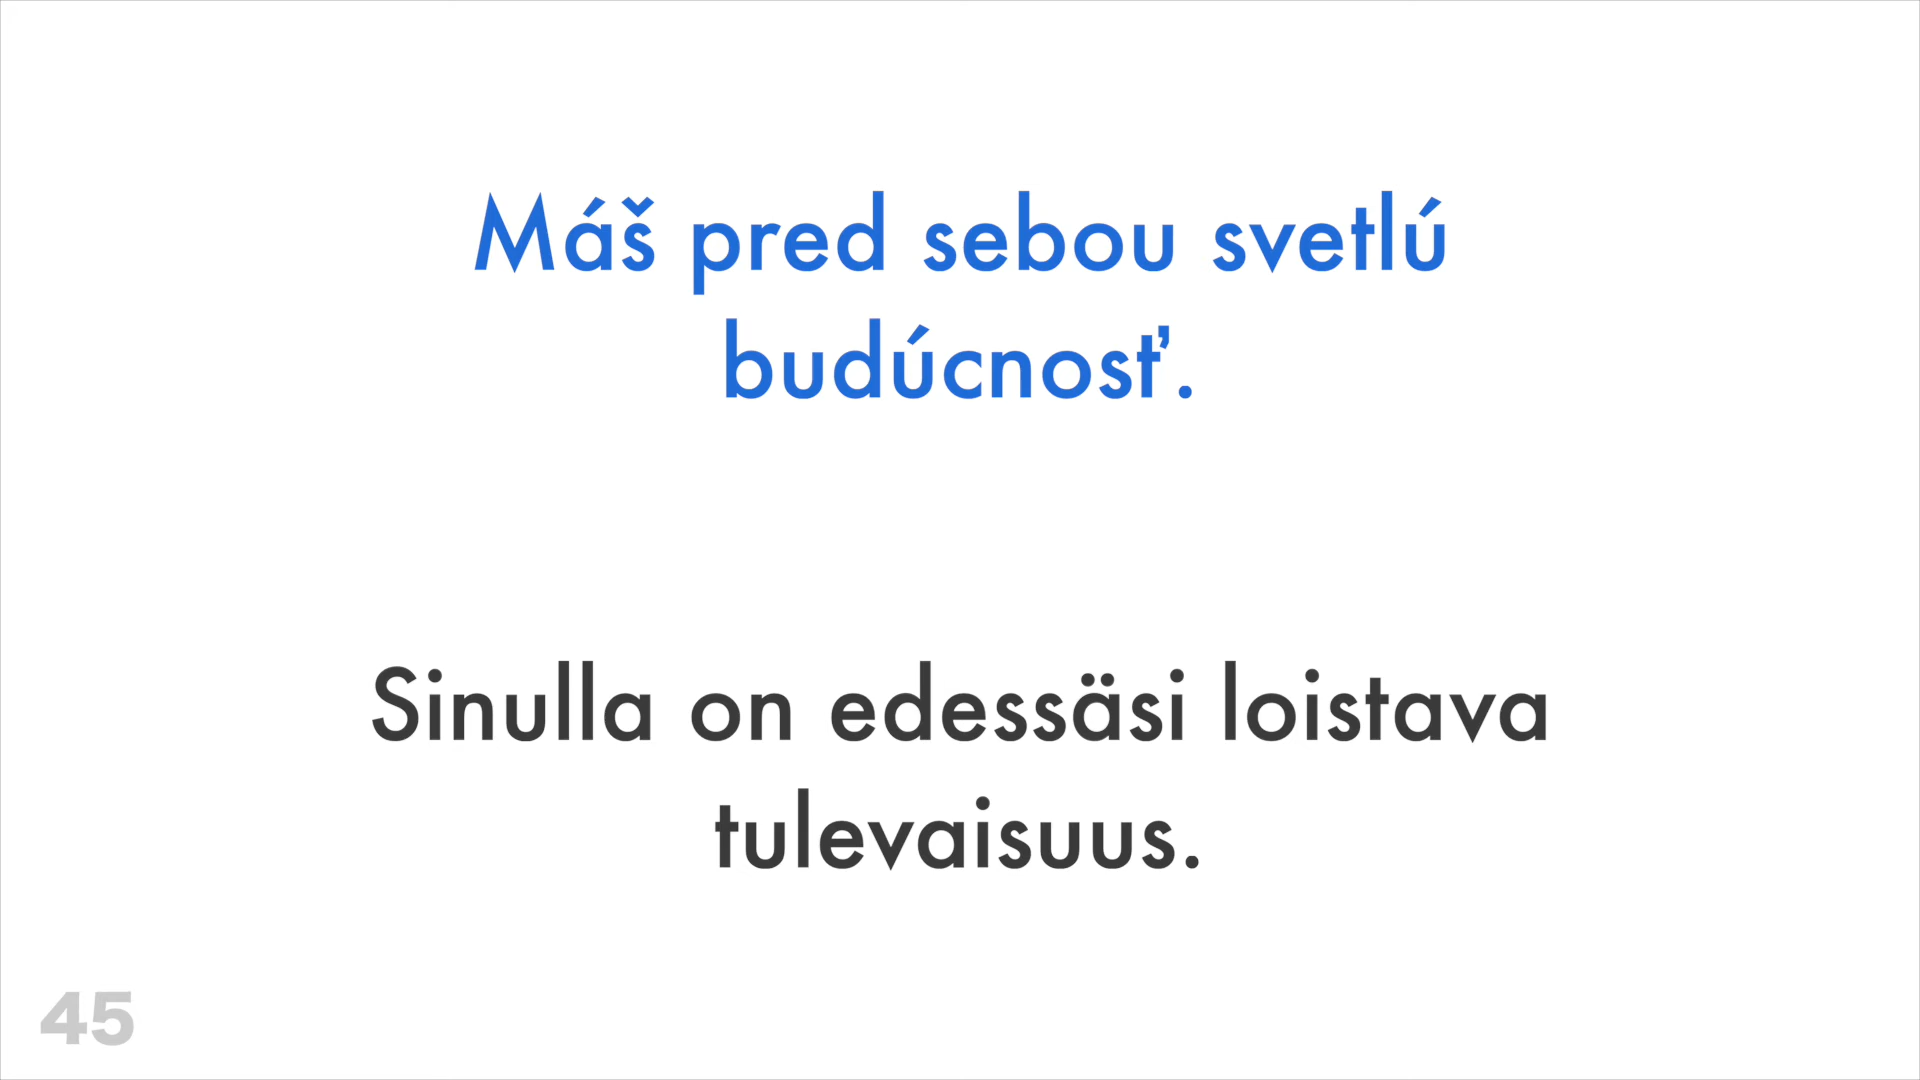 Máš pred sebou svetlú
budúcnosť.
Sinulla on edessäsi loistava
tulevaisuus.
45